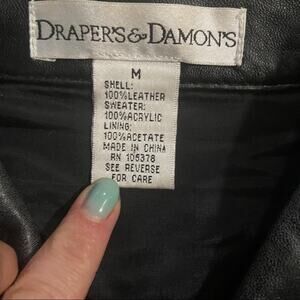 DRAPER'S & DAMON'S
M
SHELL:
100%LEATHER
SWEATER:
100%ACRYLIC
LINING:
100%ACETATE
MADE IN CHINA
RN 106378
SEE REVERSE
FOR CARE